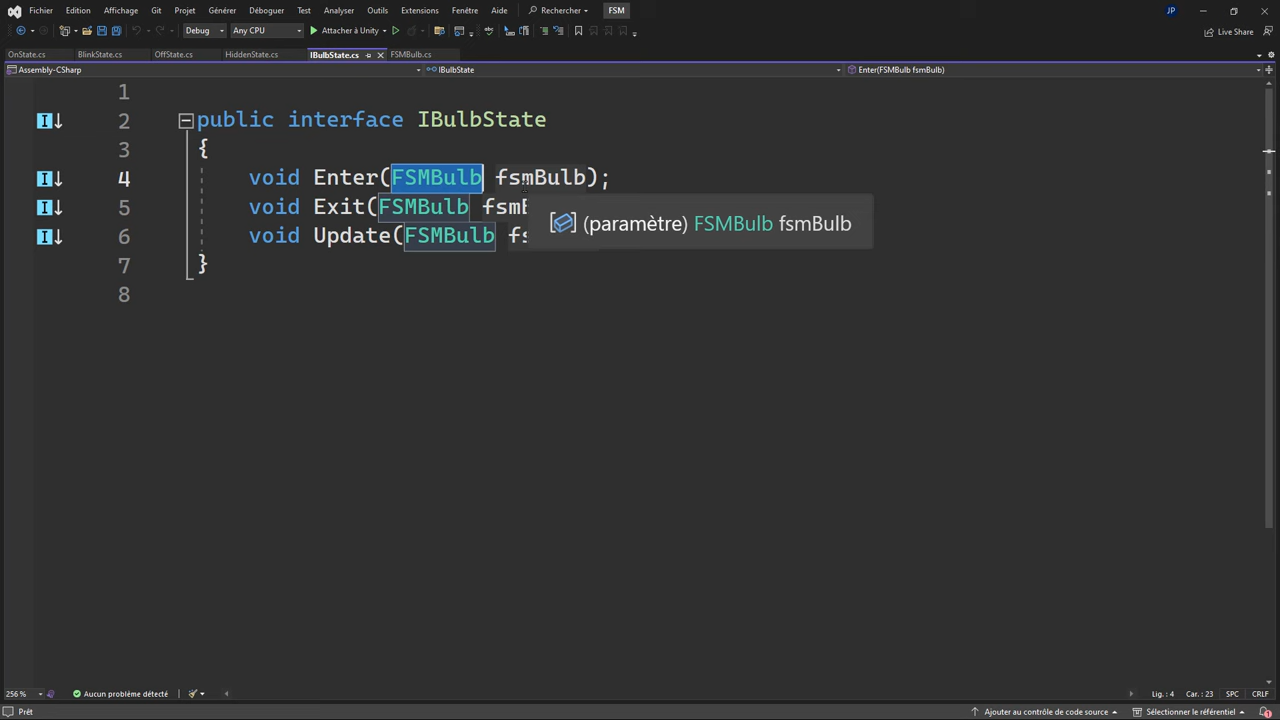 Fichier Edition Affichage Git Projet Générer Déboguer Test Analyser Outils Extensions Fenêtre Aide Rechercher FSM JP
Debug Any CPU Attacher à Unity Live Share
OnState.cs BlinkState.cs OffState.cs HiddenState.cs IBulbState.cs FSMBulb.cs
Assembly-CSharp IBulbState Enter(FSMBulb fsmBulb)
1
2 public interface IBulbState
3 {
4 void Enter(FSMBulb fsmBulb);
5 void Exit(FSMBulb fsmB
(paramètre) FSMBulb fsmBulb
6 void Update(FSMBulb fs
7 }
8
256 % Aucun problème détecté Lig. : 4 Car. : 23 SPC CRLF
Prêt Ajouter au contrôle de code source Sélectionner le référentiel 1